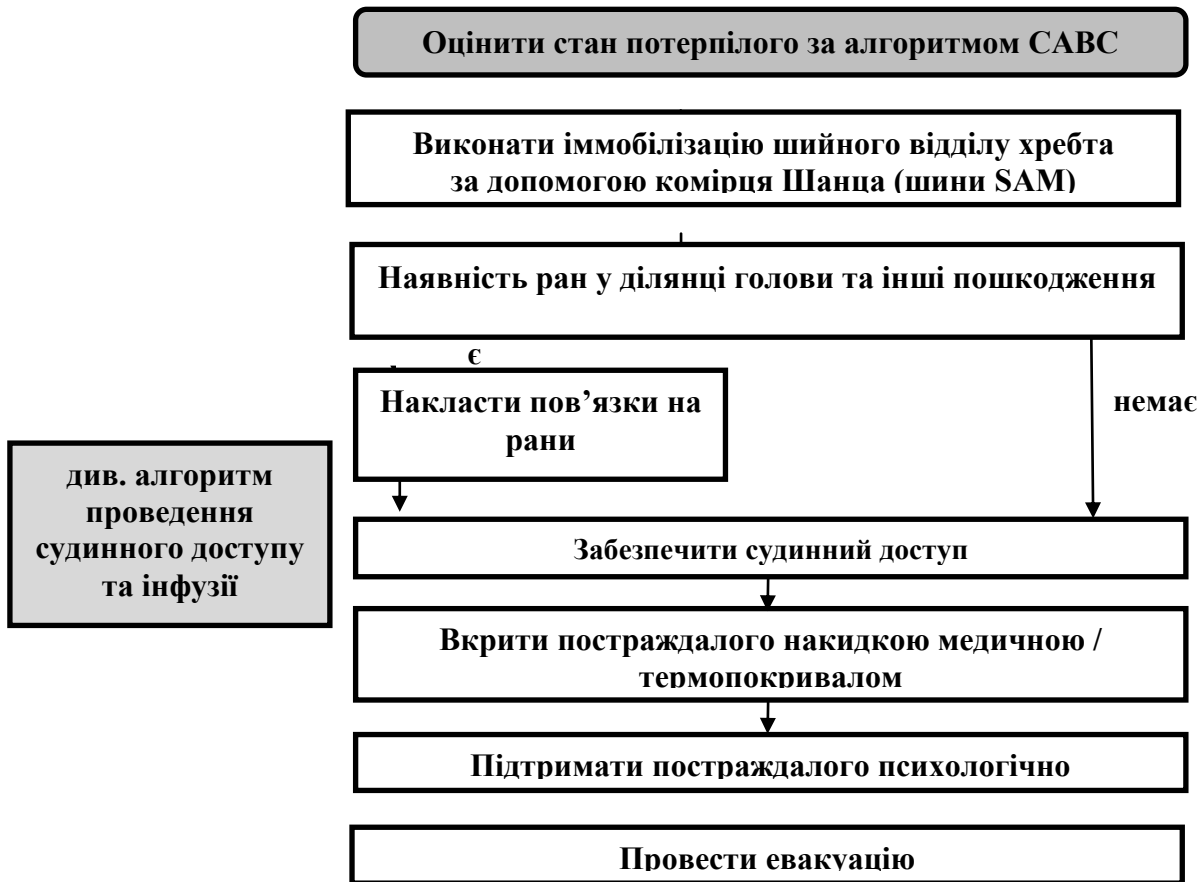 Оцінити стан потерпілого за алгоритмом САВС
Виконати іммобілізацію шийного відділу хребта
за допомогою комірця Шанца (шини SAM)
Наявність ран у ділянці голови та інші пошкодження
є
Накласти пов’язки на
рани
немає
див. алгоритм
проведення
судинного доступу
та інфузії
Забезпечити судинний доступ
Вкрити постраждалого накидкою медичною /
термопокривалом
Підтримати постраждалого психологічно
Провести евакуацію